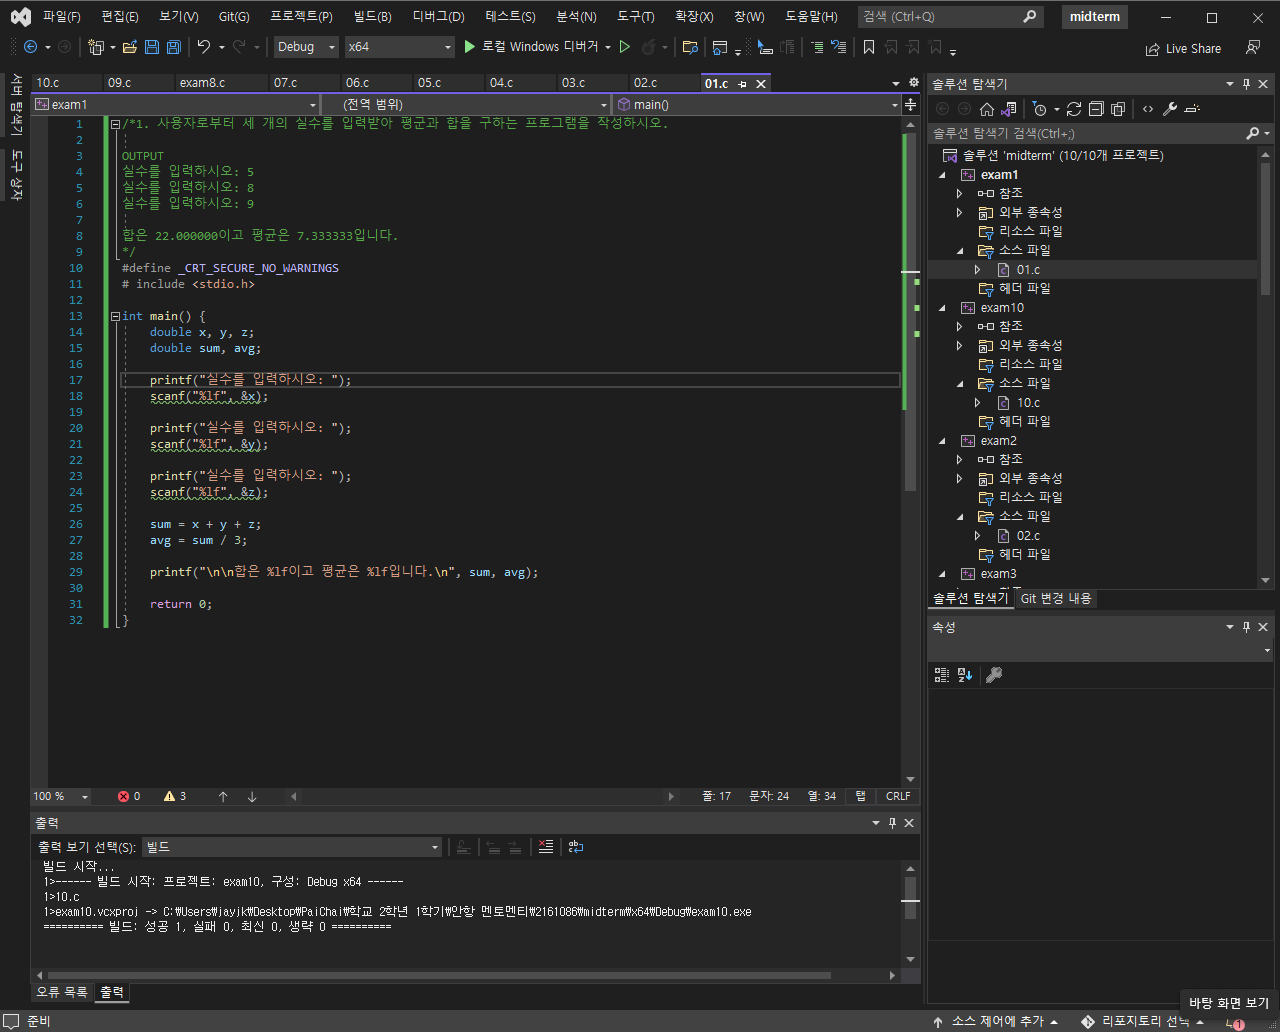 파일(F) 편집(E) 보기(V) Git(G) 프로젝트(P) 빌드(B) 디버그(D) 테스트(S) 분석(N) 도구(T) 확장(X) 창(W) 도움말(H) 검색 (Ctrl+Q) midterm
Debug x64 로컬 Windows 디버거 Live Share
서버 탐색기
도구 상자
10.c 09.c exam8.c 07.c 06.c 05.c 04.c 03.c 02.c 01.c
exam1 (전역 범위) main()
1 /*1. 사용자로부터 세 개의 실수를 입력받아 평균과 합을 구하는 프로그램을 작성하시오.
2
3 OUTPUT
4 실수를 입력하시오: 5
5 실수를 입력하시오: 8
6 실수를 입력하시오: 9
7
8 합은 22.000000이고 평균은 7.333333입니다.
9 */
10 #define _CRT_SECURE_NO_WARNINGS
11 # include <stdio.h>
12
13 int main() {
14 double x, y, z;
15 double sum, avg;
16
17 printf("실수를 입력하시오: ");
18 scanf("%lf", &x);
19
20 printf("실수를 입력하시오: ");
21 scanf("%lf", &y);
22
23 printf("실수를 입력하시오: ");
24 scanf("%lf", &z);
25
26 sum = x + y + z;
27 avg = sum / 3;
28
29 printf("\n\n합은 %lf이고 평균은 %lf입니다.\n", sum, avg);
30
31 return 0;
32 }
100 % 0 3 줄: 17 문자: 24 열: 34 탭 CRLF
출력
출력 보기 선택(S): 빌드
빌드 시작...
1>------ 빌드 시작: 프로젝트: exam10, 구성: Debug x64 ------
1>10.c
1>exam10.vcxproj -> C:\Users\jayjk\Desktop\PaiChai\학교 2학년 1학기\안항 멘토멘티\2161086\midterm\x64\Debug\exam10.exe
========== 빌드: 성공 1, 실패 0, 최신 0, 생략 0 ==========
오류 목록 출력
솔루션 탐색기
솔루션 탐색기 검색(Ctrl+;)
솔루션 'midterm' (10/10개 프로젝트)
exam1
참조
외부 종속성
리소스 파일
소스 파일
01.c
헤더 파일
exam10
참조
외부 종속성
리소스 파일
소스 파일
10.c
헤더 파일
exam2
참조
외부 종속성
리소스 파일
소스 파일
02.c
헤더 파일
exam3
솔루션 탐색기 Git 변경 내용
속성
바탕 화면 보기
준비 소스 제어에 추가 리포지토리 선택 1